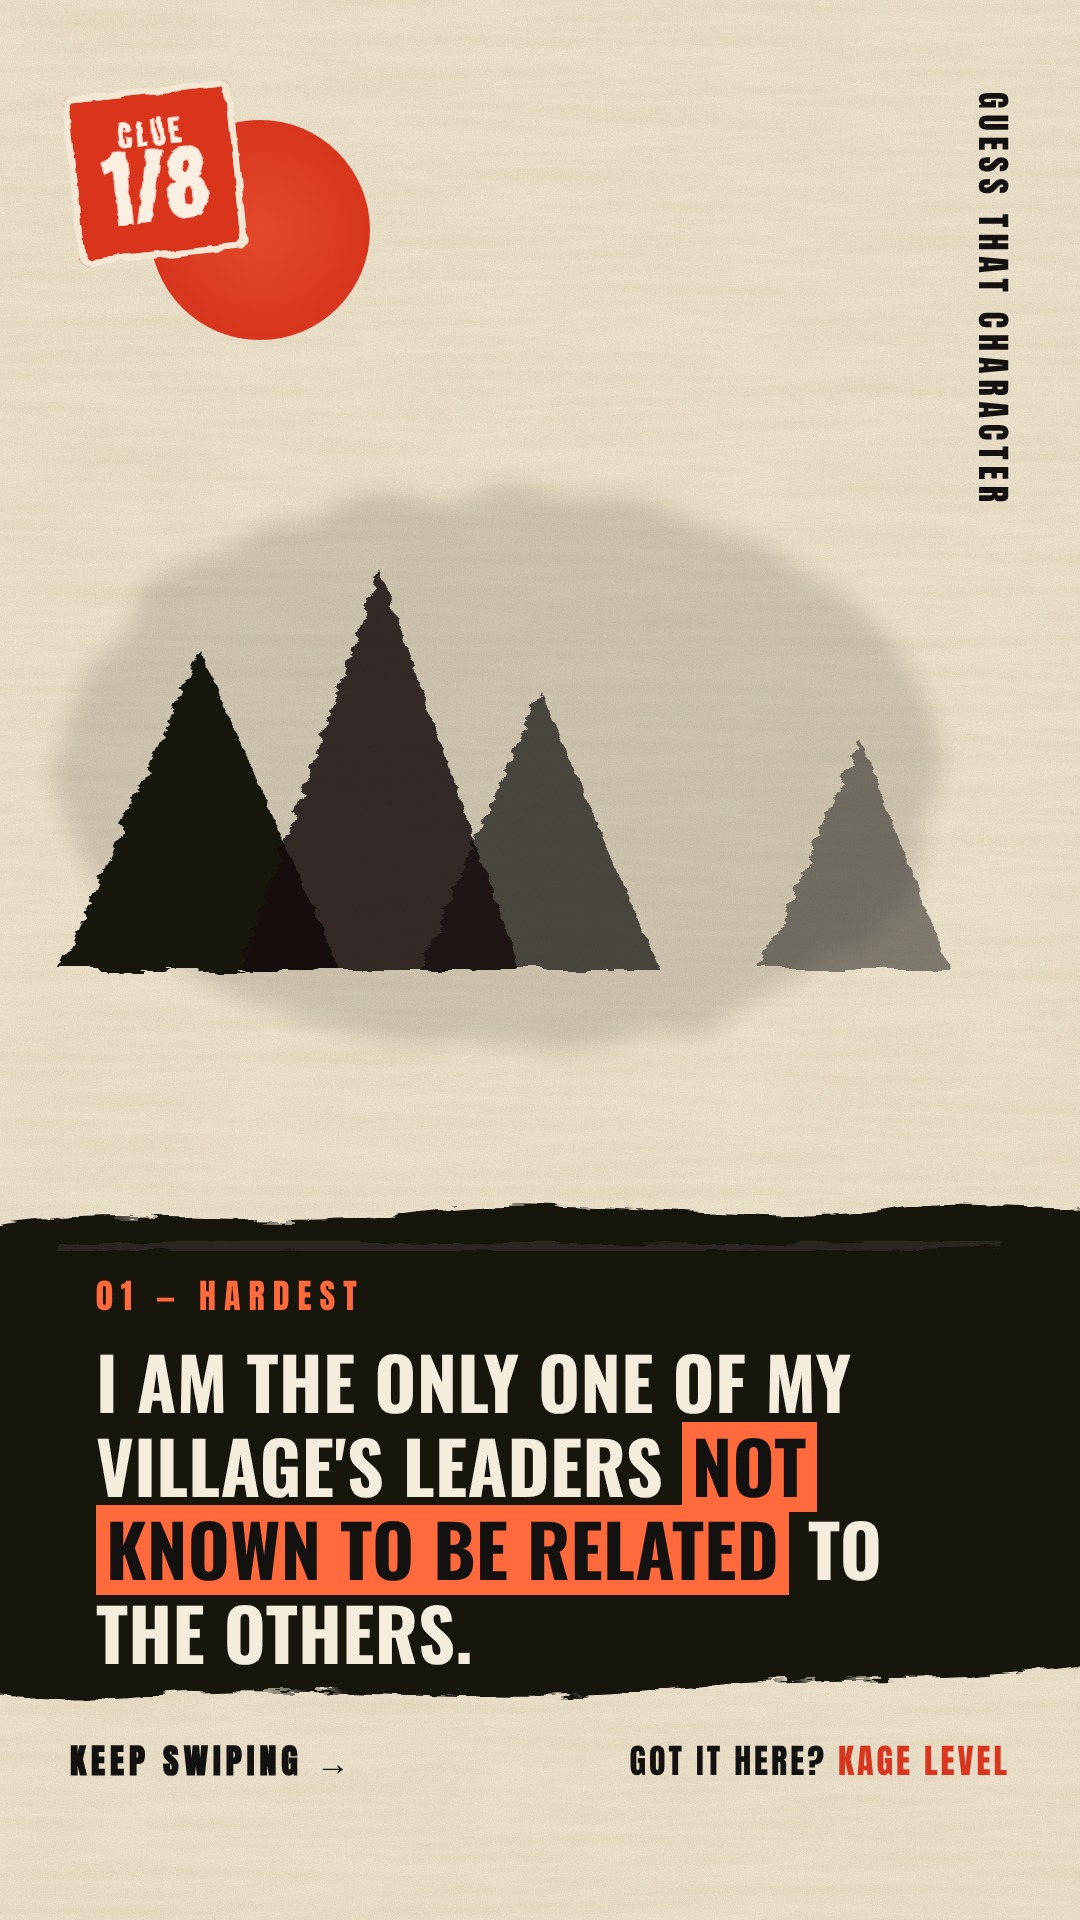 CLUE
1/8
GUESS THAT CHARACTER
01 – HARDEST
I AM THE ONLY ONE OF MY
VILLAGE'S LEADERS NOT
KNOWN TO BE RELATED TO
THE OTHERS.
KEEP SWIPING →
GOT IT HERE? KAGE LEVEL